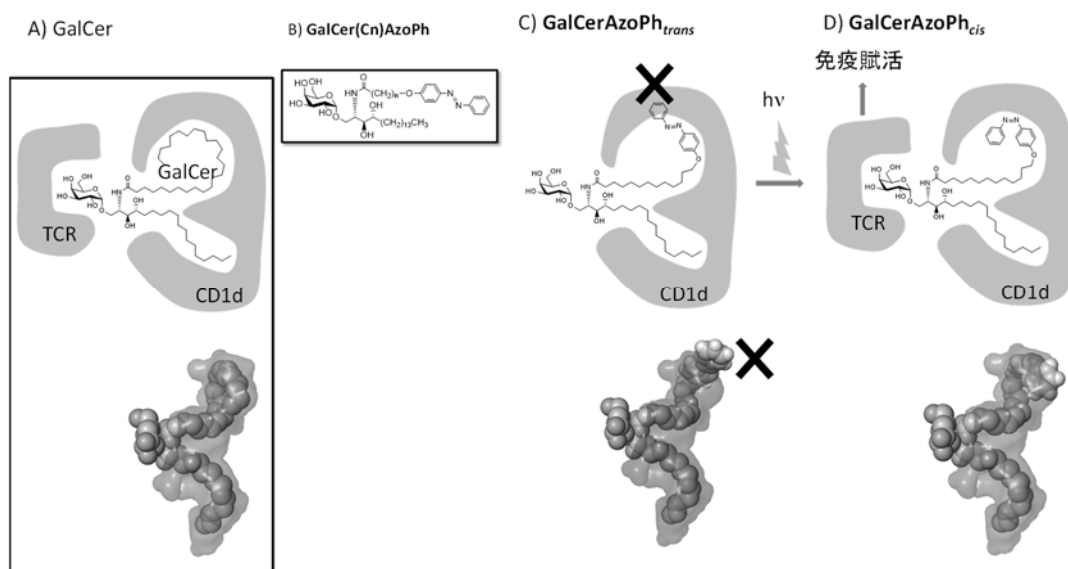 A) GalCer
B) GalCer(Cn)AzoPh
C) GalCerAzoPhtrans
D) GalCerAzoPhcis
免疫賦活
hν
GalCer
TCR
CD1d
CD1d
TCR
CD1d